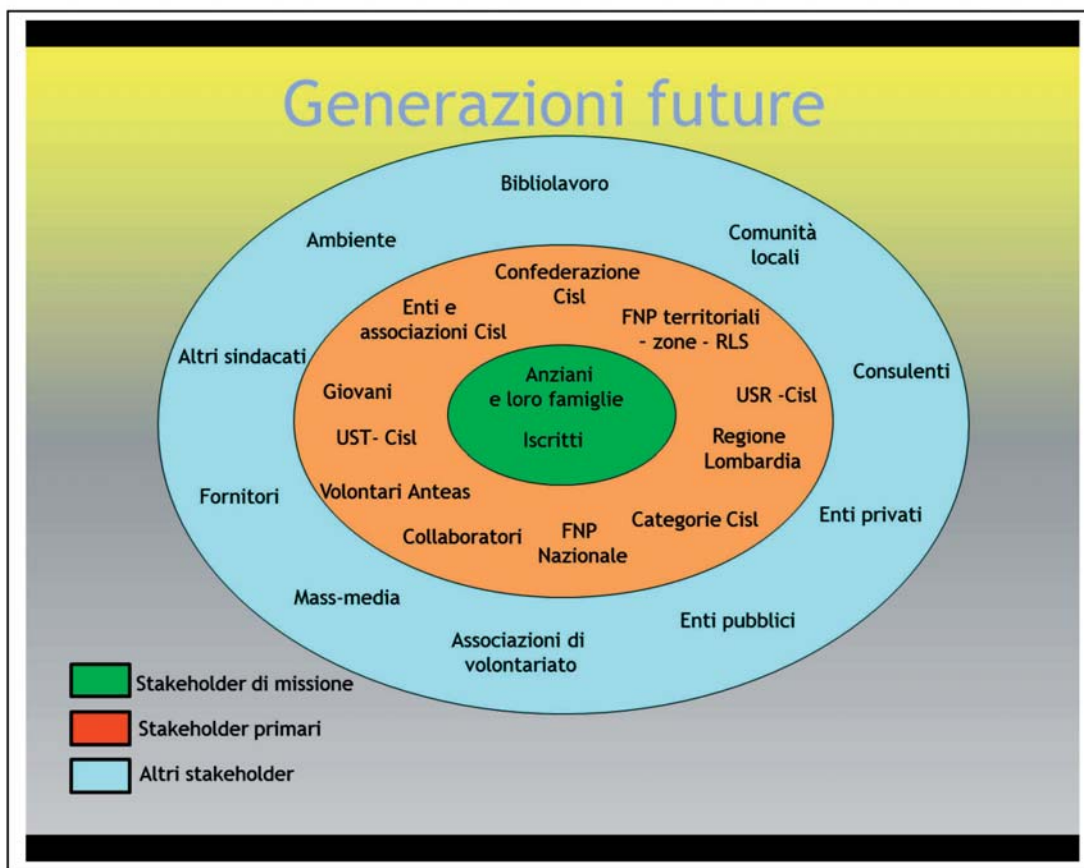 Generazioni future
Bibliolavoro
Ambiente
Comunità
locali
Altri sindacati
Consulenti
Fornitori
Enti privati
Mass-media
Enti pubblici
Associazioni di
volontariato
Confederazione
Cisl
Enti e
associazioni Cisl
FNP territoriali
- zone - RLS
Giovani
USR -Cisl
UST- Cisl
Regione
Lombardia
Volontari Anteas
Categorie Cisl
Collaboratori
FNP
Nazionale
Anziani
e loro famiglie
Iscritti
Stakeholder di missione
Stakeholder primari
Altri stakeholder